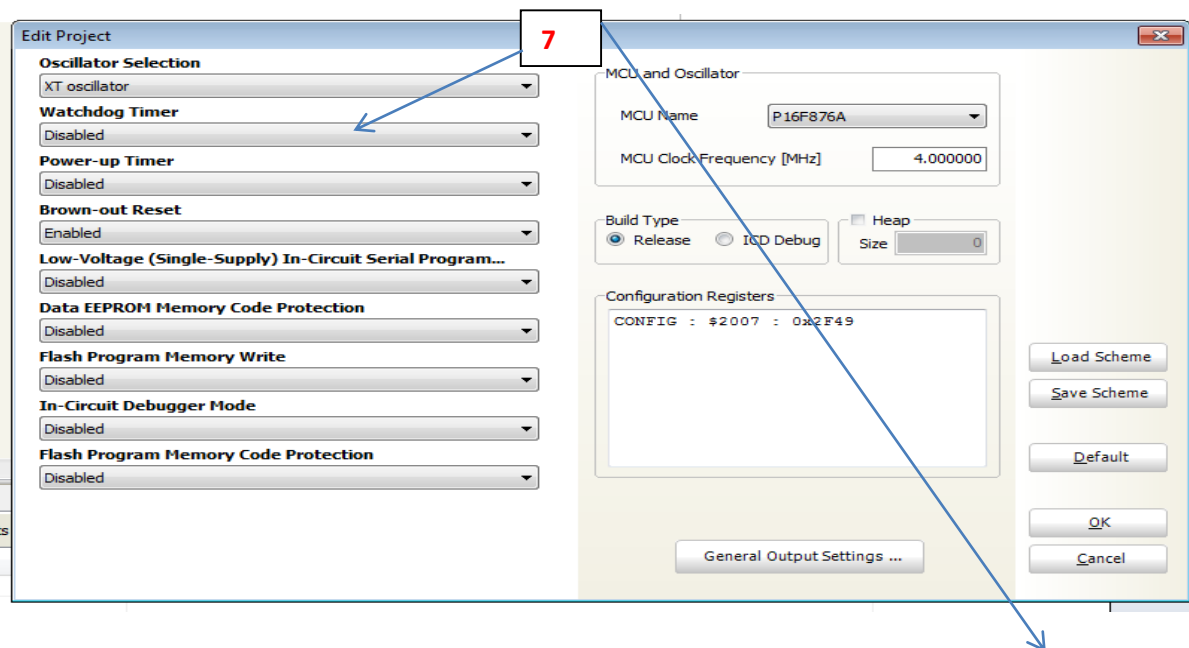 7
Edit Project
Oscillator Selection
XT oscillator
Watchdog Timer
Disabled
Power-up Timer
Disabled
Brown-out Reset
Enabled
Low-Voltage (Single-Supply) In-Circuit Serial Program...
Disabled
Data EEPROM Memory Code Protection
Disabled
Flash Program Memory Write
Disabled
In-Circuit Debugger Mode
Disabled
Flash Program Memory Code Protection
Disabled
MCU and Oscillator
MCU Name P16F876A
MCU Clock Frequency [MHz] 4.000000
Build Type
Release ICD Debug
Heap
Size 0
Configuration Registers
CONFIG : $2007 : 0x2F49
General Output Settings ...
Load Scheme
Save Scheme
Default
OK
Cancel